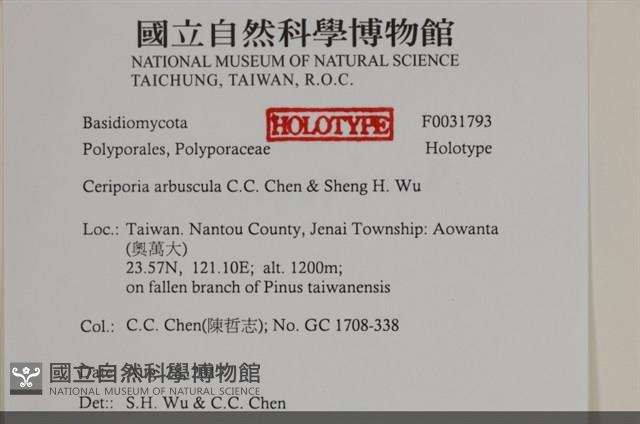 國立自然科學博物館
NATIONAL MUSEUM OF NATURAL SCIENCE
TAICHUNG, TAIWAN, R.O.C.
Basidiomycota HOLOTYPE F0031793
Polyporales, Polyporaceae Holotype
Ceriporia arbuscula C.C. Chen & Sheng H. Wu
Loc.: Taiwan. Nantou County, Jenai Township: Aowanta
(奧萬大)
23.57N, 121.10E; alt. 1200m;
on fallen branch of Pinus taiwanensis
Col.: C.C. Chen(陳哲志); No. GC 1708-338
國立自然科學博物館
NATIONAL MUSEUM OF NATURAL SCIENCE
Det:: S.H. Wu & C.C. Chen